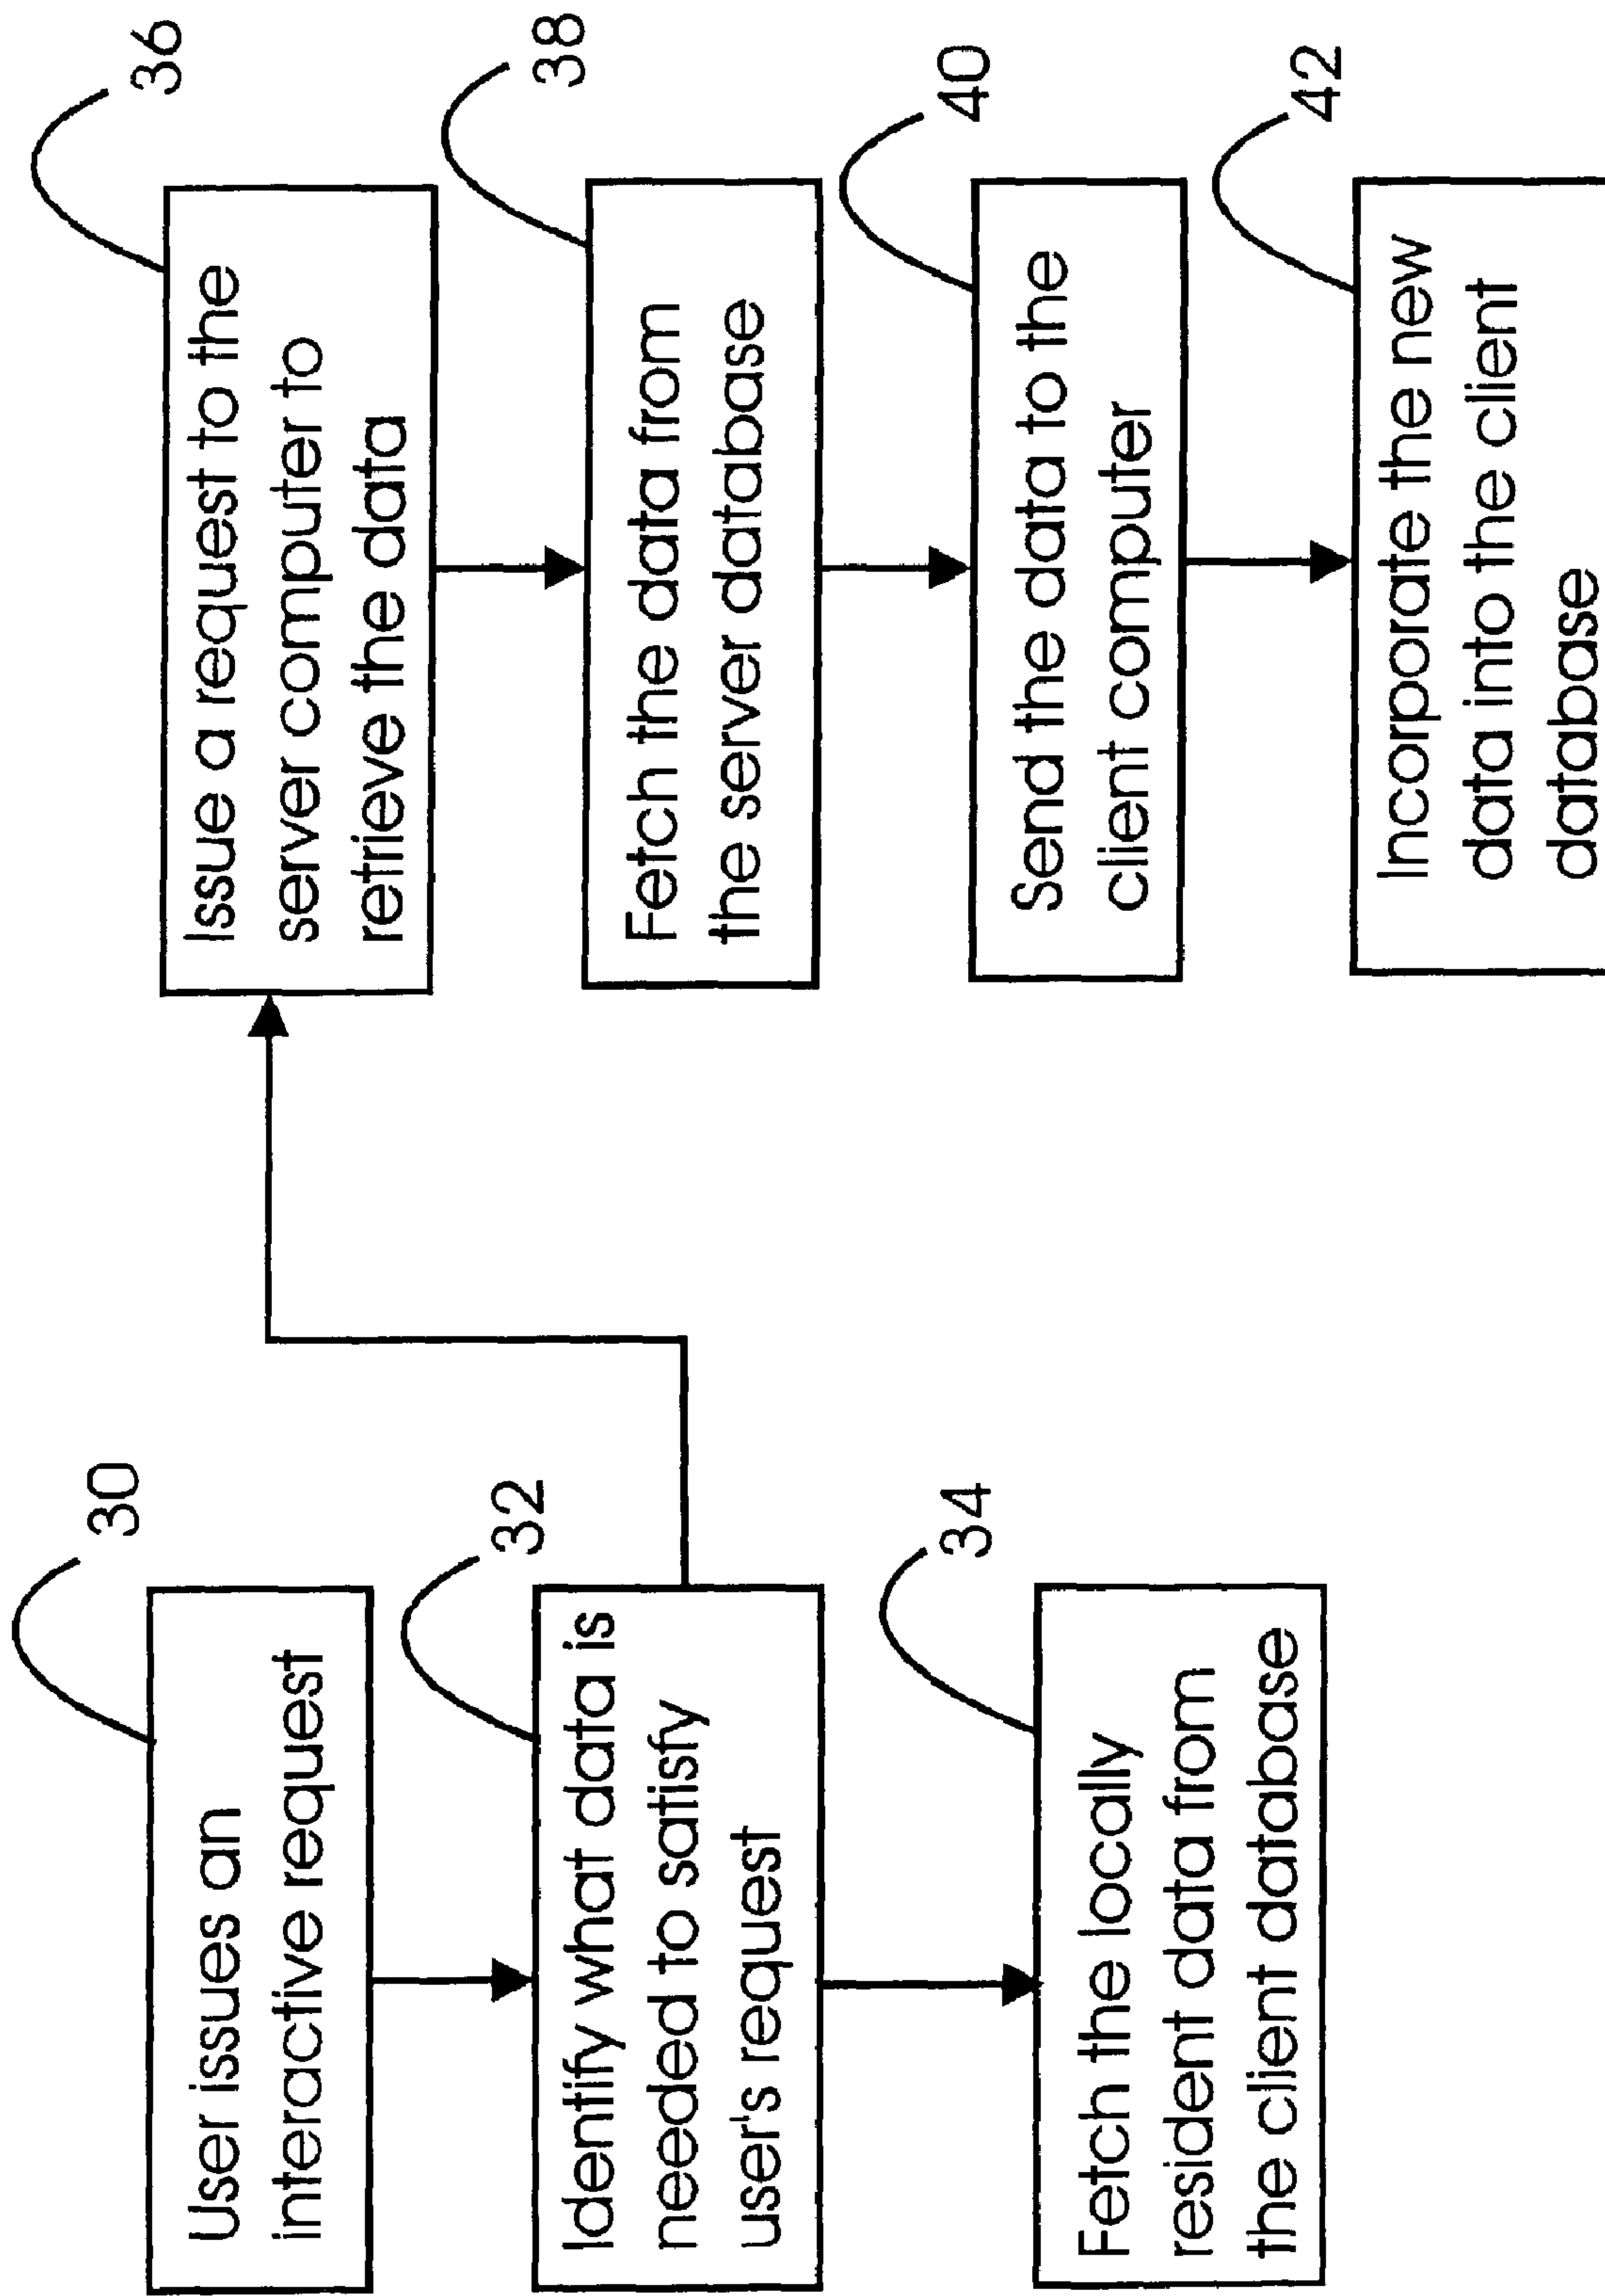 30
User issues an
interactive request
32
Identify what data is
needed to satisfy
user's request
34
Fetch the locally
resident data from
the client database
36
Issue a request to the
server computer to
retrieve the data
38
Fetch the data from
the server database
40
Send the data to the
client computer
42
Incorporate the new
data into the client
database